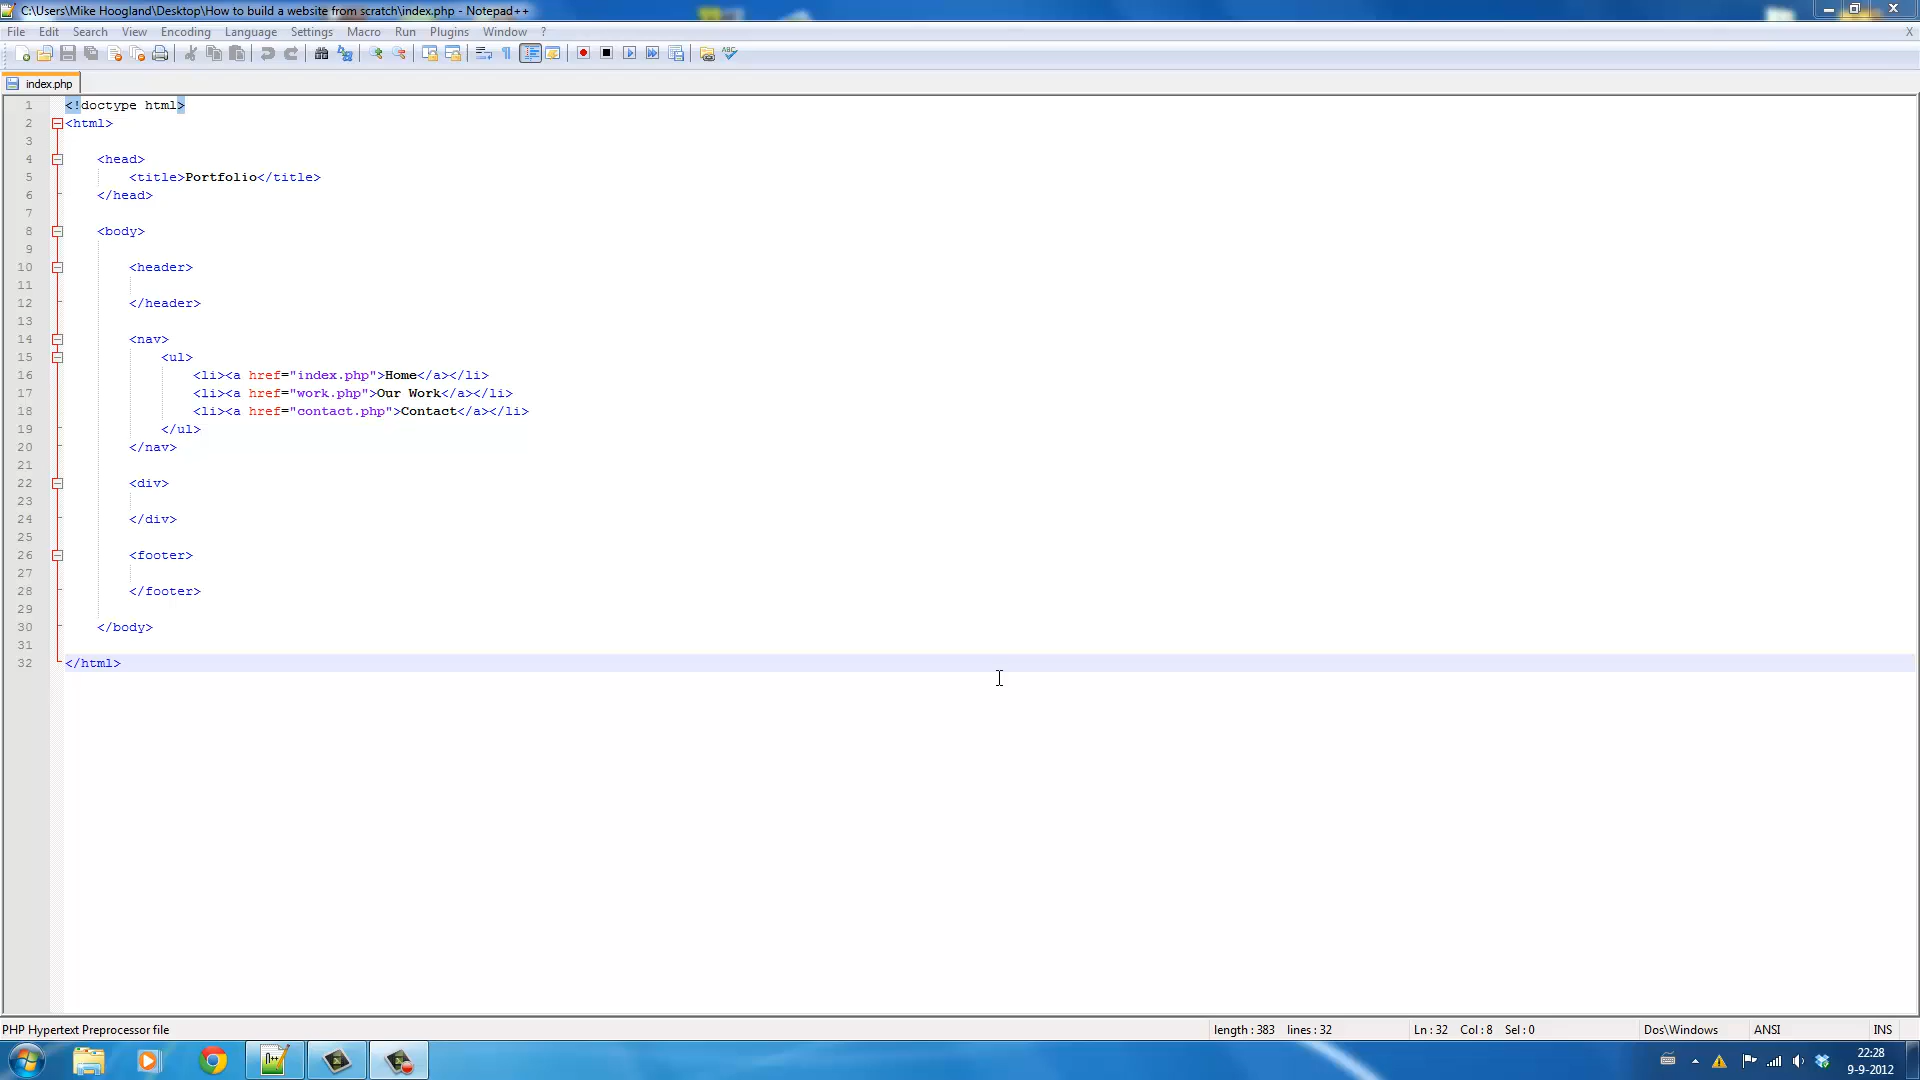 C:\Users\Mike Hoogland\Desktop\How to build a website from scratch\index.php - Notepad++
File Edit Search View Encoding Language Settings Macro Run Plugins Window ? X
index.php
1 <!doctype html>
2 <html>
3
4 <head>
5 <title>Portfolio</title>
6 </head>
7
8 <body>
9
10 <header>
11
12 </header>
13
14 <nav>
15 <ul>
16 <li><a href="index.php">Home</a></li>
17 <li><a href="work.php">Our Work</a></li>
18 <li><a href="contact.php">Contact</a></li>
19 </ul>
20 </nav>
21
22 <div>
23
24 </div>
25
26 <footer>
27
28 </footer>
29
30 </body>
31
32 </html>
PHP Hypertext Preprocessor file length : 383 lines : 32 Ln : 32 Col : 8 Sel : 0 Dos\Windows ANSI INS
22:28
9-9-2012